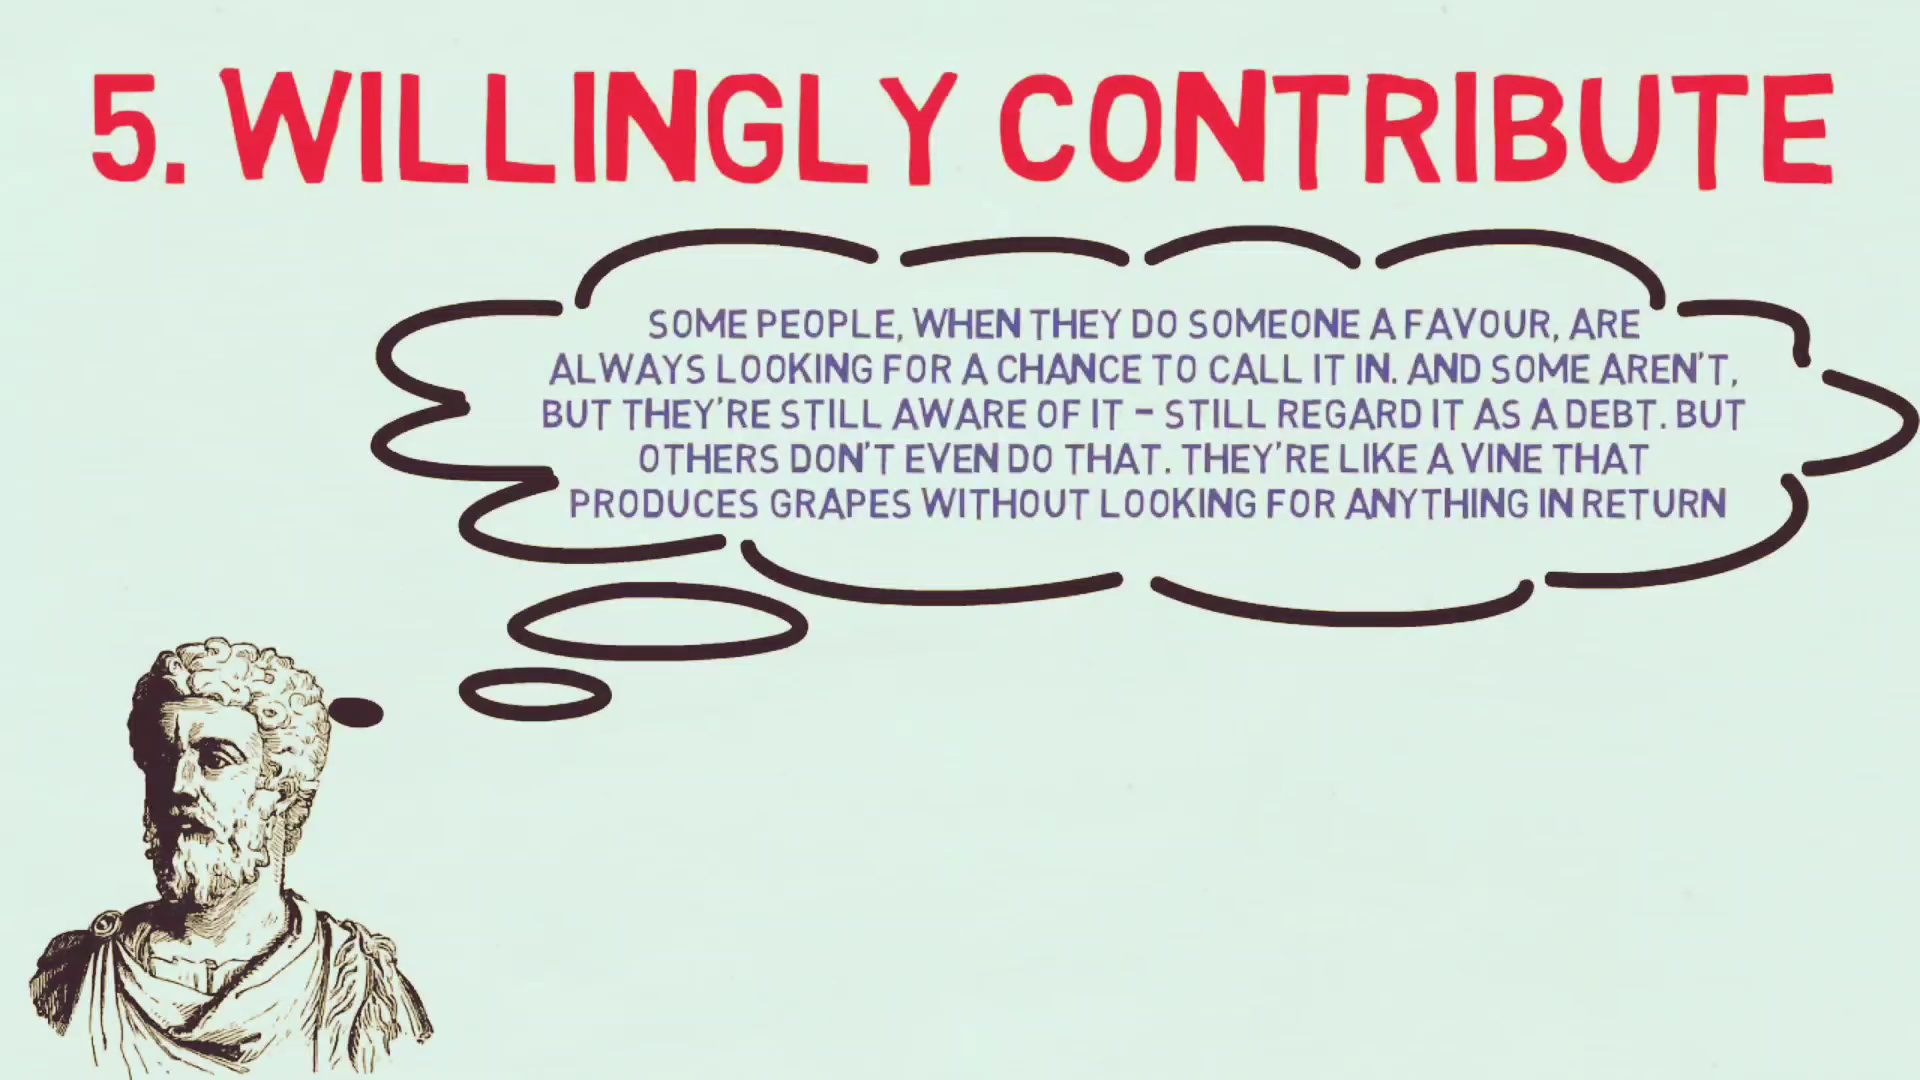 5. WILLINGLY CONTRIBUTE
SOME PEOPLE, WHEN THEY DO SOMEONE A FAVOUR, ARE
ALWAYS LOOKING FOR A CHANCE TO CALL IT IN. AND SOME AREN'T,
BUT THEY'RE STILL AWARE OF IT – STILL REGARD IT AS A DEBT. BUT
OTHERS DON'T EVEN DO THAT. THEY'RE LIKE A VINE THAT
PRODUCES GRAPES WITHOUT LOOKING FOR ANYTHING IN RETURN